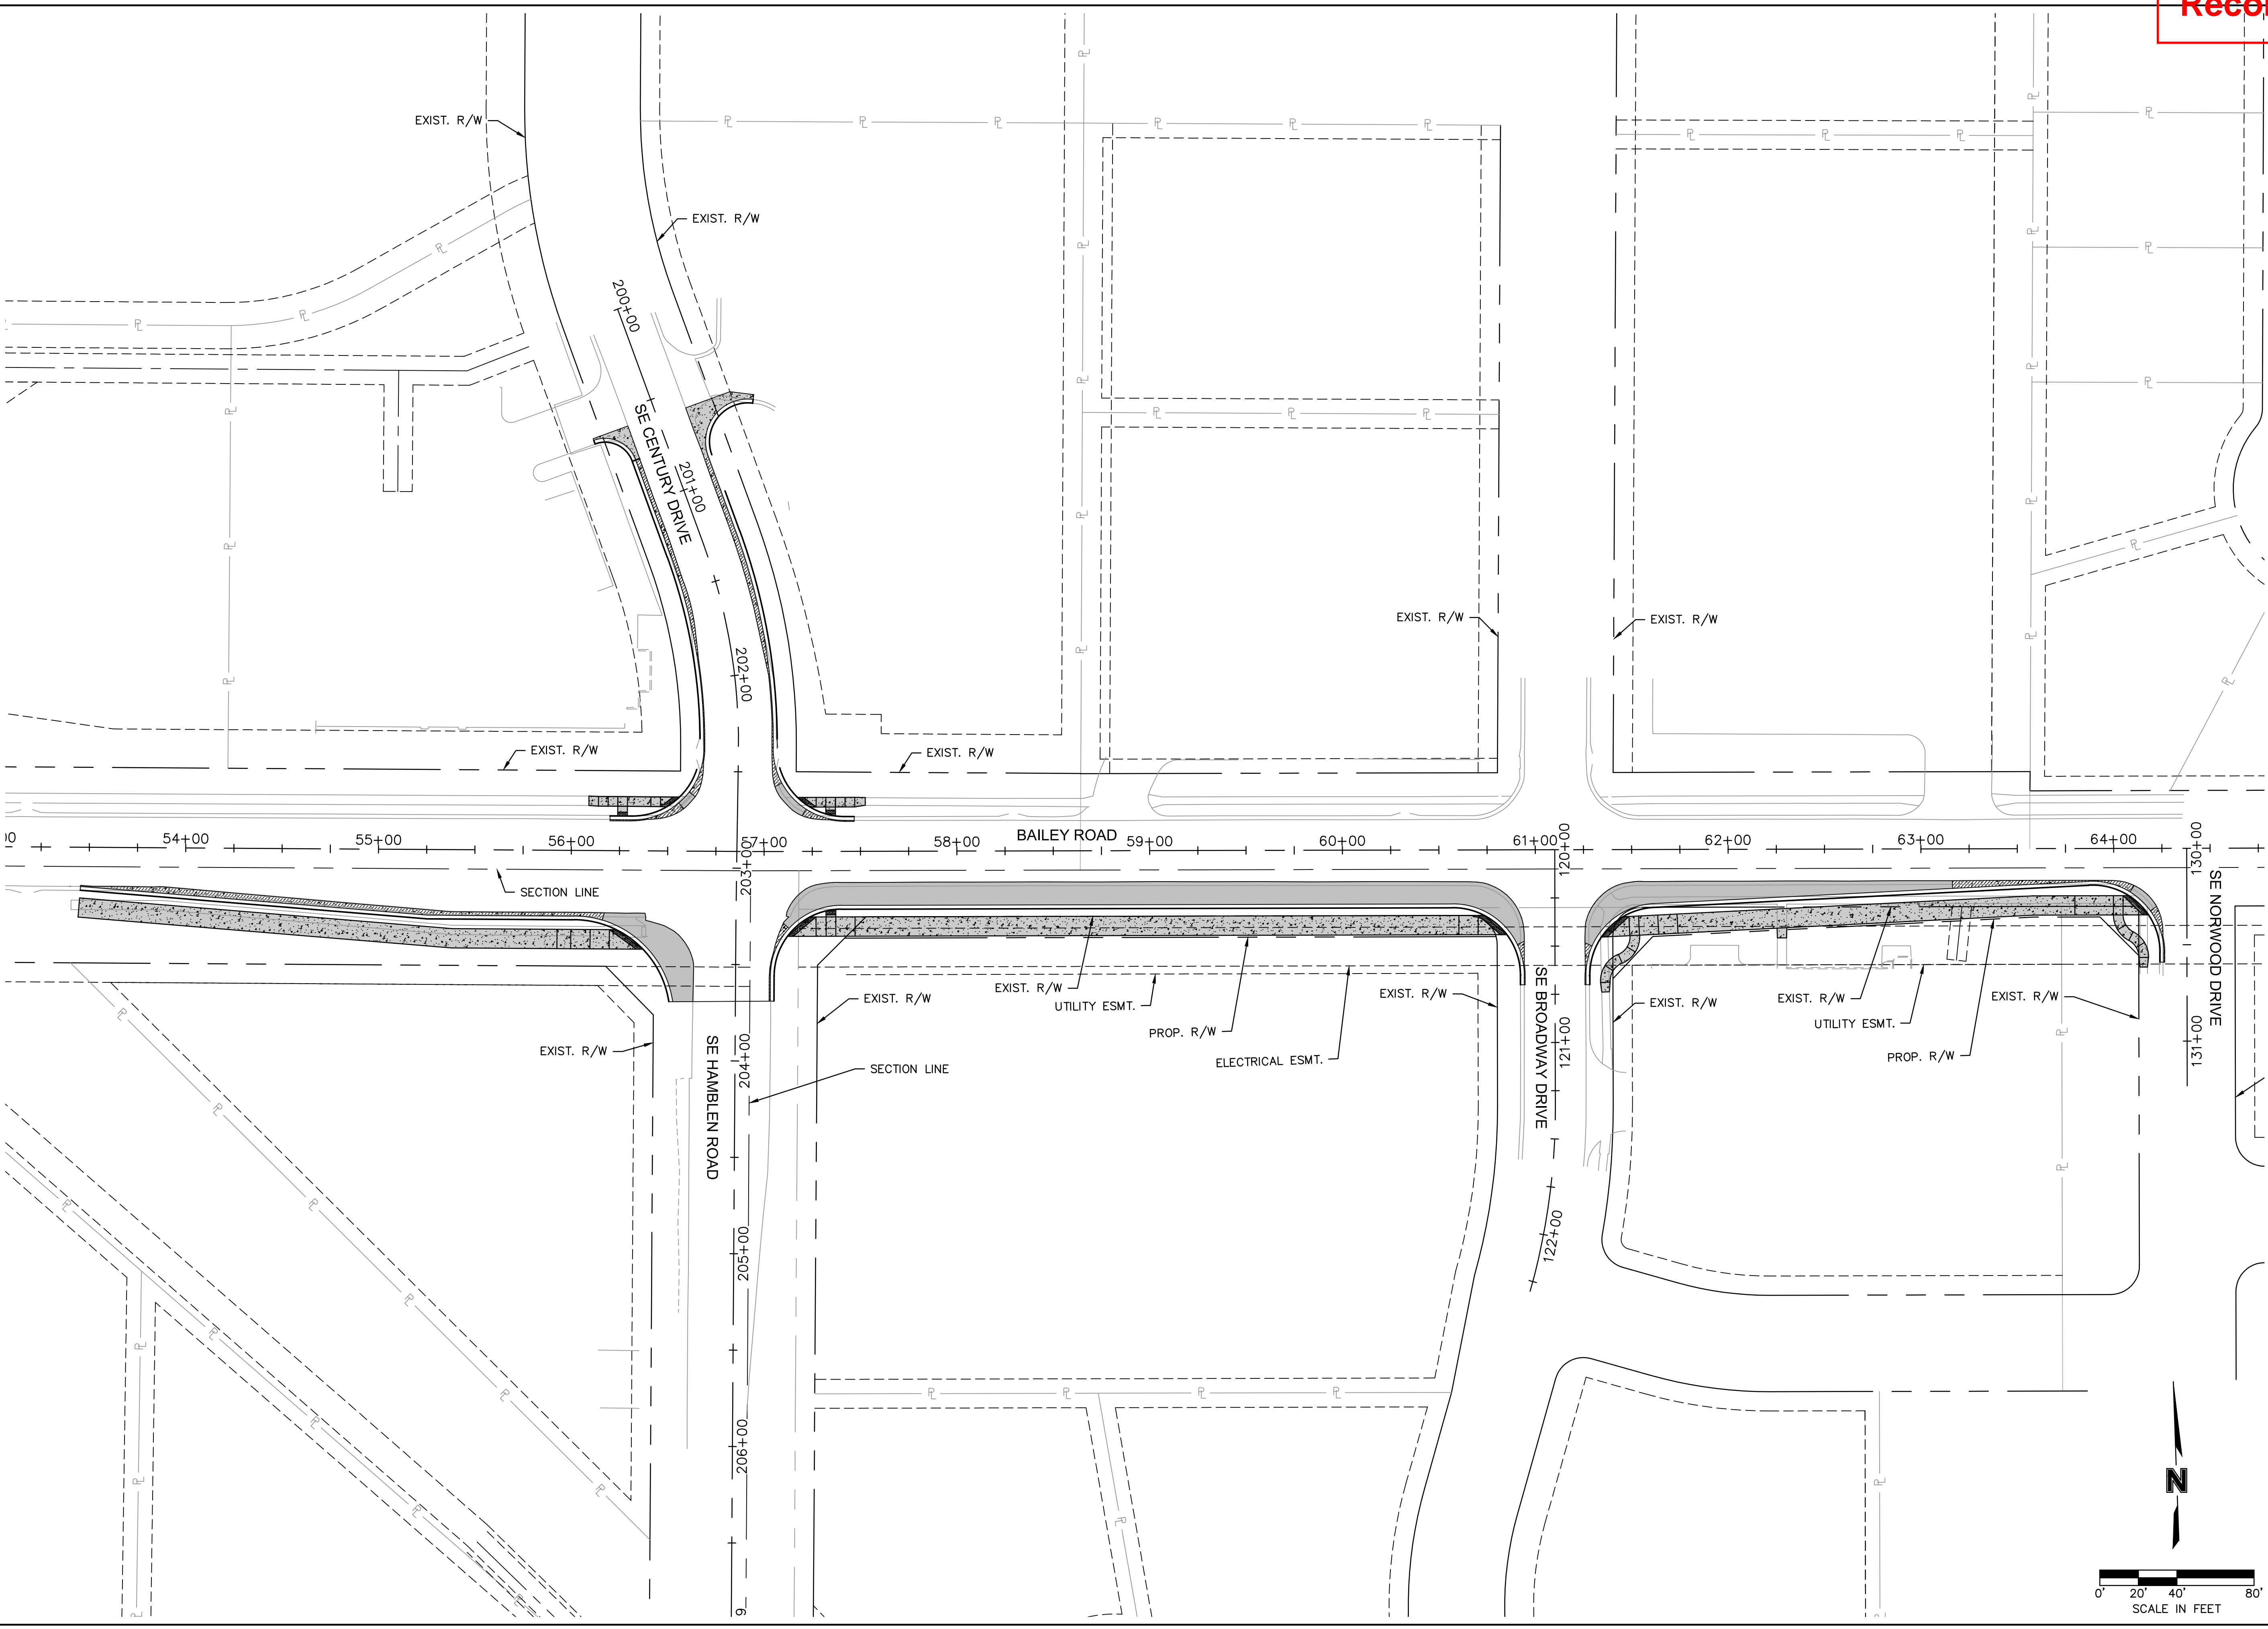 Reco
EXIST. R/W
EXIST. R/W
200+00
SE CENTURY DRIVE
201+00
EXIST. R/W
EXIST. R/W
202+00
EXIST. R/W
EXIST. R/W
00
54+00
55+00
56+00
57+00
58+00
BAILEY ROAD
59+00
60+00
61+00
62+00
63+00
64+00
203+00
120+00
130+00
SECTION LINE
SE NORWOOD DRIVE
EXIST. R/W
EXIST. R/W
UTILITY ESMT.
PROP. R/W
ELECTRICAL ESMT.
EXIST. R/W
SE BROADWAY DRIVE
121+00
EXIST. R/W
EXIST. R/W
UTILITY ESMT.
PROP. R/W
EXIST. R/W
131+00
EXIST. R/W
SE HAMBLEN ROAD
204+00
SECTION LINE
205+00
122+00
206+00
9
PL
N
0' 20' 40' 80'
SCALE IN FEET